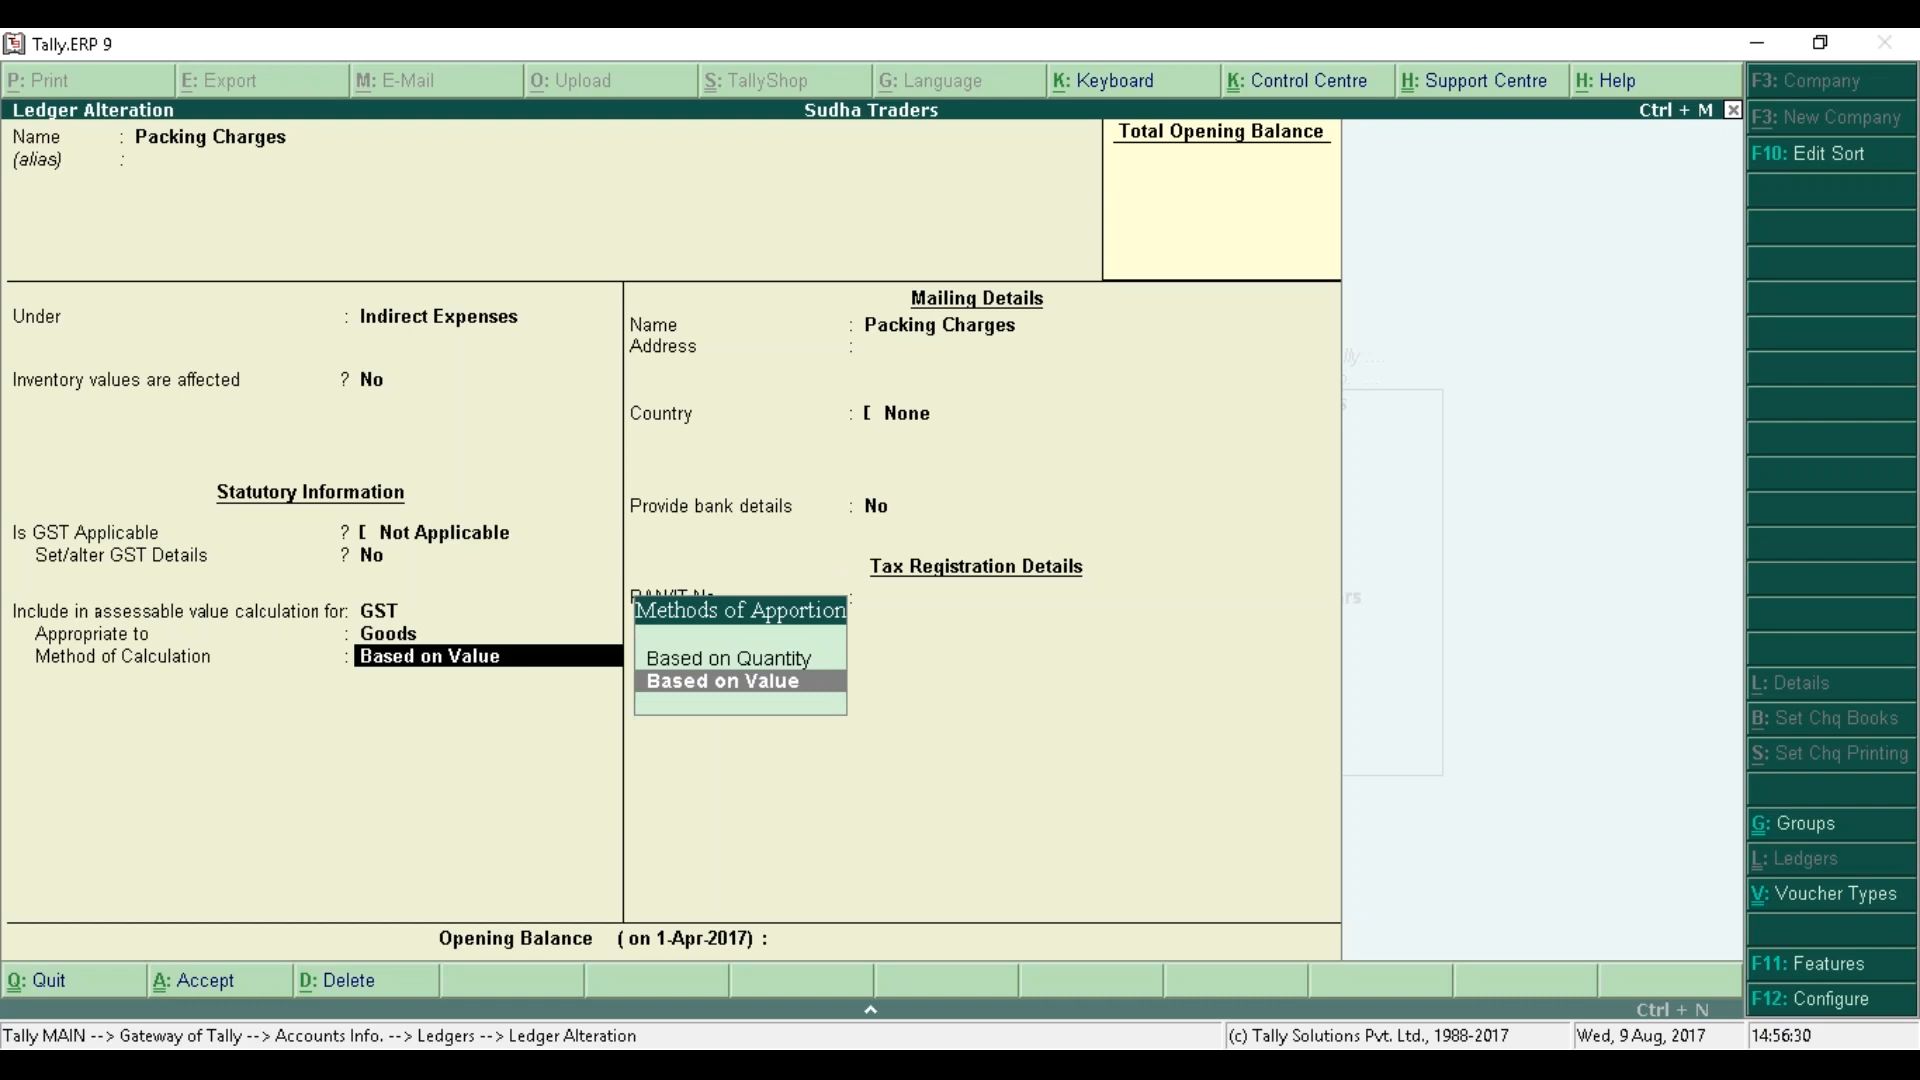 Tally.ERP 9
P: Print E: Export M: E-Mail O: Upload S: TallyShop G: Language K: Keyboard K: Control Centre H: Support Centre H: Help
Ledger Alteration Sudha Traders Ctrl + M
Name : Packing Charges
(alias) :
Total Opening Balance
Under : Indirect Expenses
Inventory values are affected ? No
Statutory Information
Is GST Applicable ? [ Not Applicable
Set/alter GST Details ? No
Include in assessable value calculation for: GST
Appropriate to : Goods
Method of Calculation : Based on Value
Mailing Details
Name : Packing Charges
Address :
Country : [ None
Provide bank details : No
Tax Registration Details
Methods of Apportion
Based on Quantity
Based on Value
Opening Balance ( on 1-Apr-2017) :
Q: Quit A: Accept D: Delete
Ctrl + N
F3: Company
F3: New Company
F10: Edit Sort
L: Details
B: Set Chq Books
S: Set Chq Printing
G: Groups
L: Ledgers
V: Voucher Types
F11: Features
F12: Configure
Tally MAIN --> Gateway of Tally --> Accounts Info. --> Ledgers --> Ledger Alteration (c) Tally Solutions Pvt. Ltd., 1988-2017 Wed, 9 Aug, 2017 14:56:30